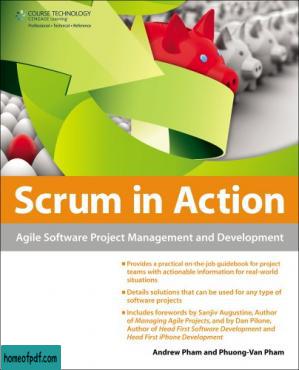 COURSE TECHNOLOGY
CENGAGE Learning
Professional • Technical • Reference
Scrum in Action
Agile Software Project Management and Development
Provides a practical on-the-job guidebook for project
teams with actionable information for real-world
situations
Details solutions that can be used for any type of
software projects
Includes forewords by Sanjiv Augustine, Author
of Managing Agile Projects, and by Dan Pilone,
Author of Head First Software Development and
Head First iPhone Development
Andrew Pham and Phuong-Van Pham
homeofpdf.com